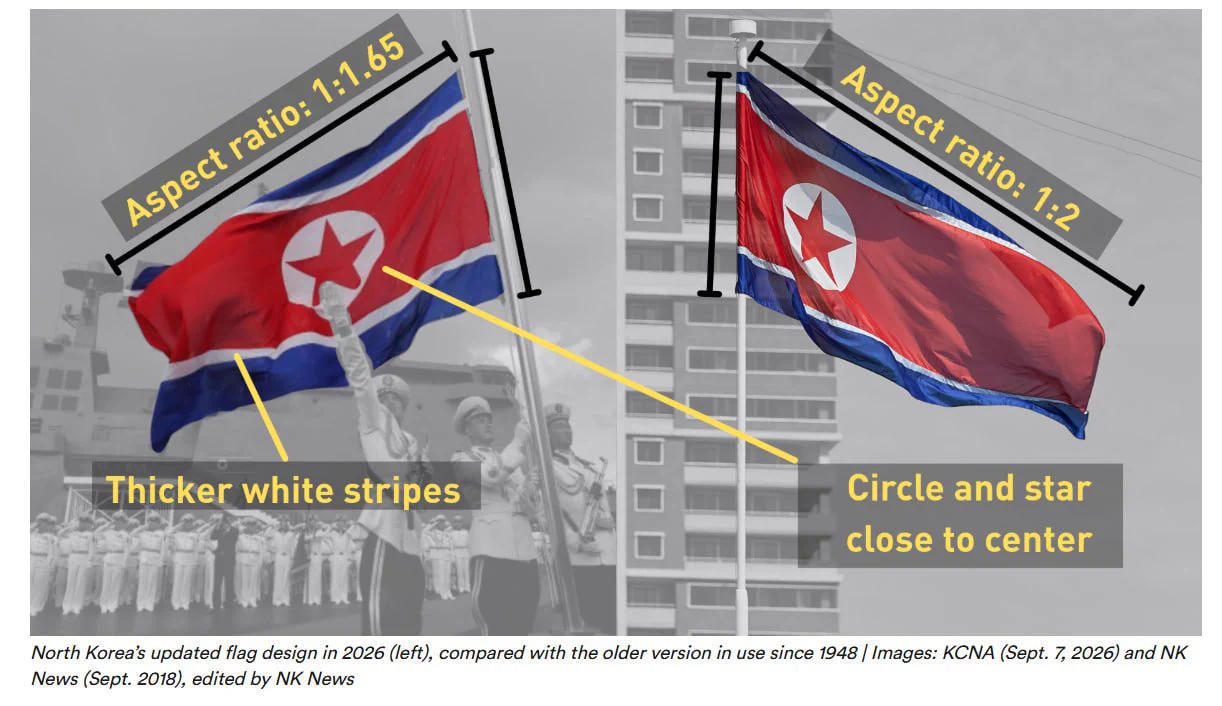 Aspect ratio: 1:1.65
Aspect ratio: 1:2
Thicker white stripes
Circle and star
close to center
North Korea’s updated flag design in 2026 (left), compared with the older version in use since 1948 | Images: KCNA (Sept. 7, 2026) and NK
News (Sept. 2018), edited by NK News